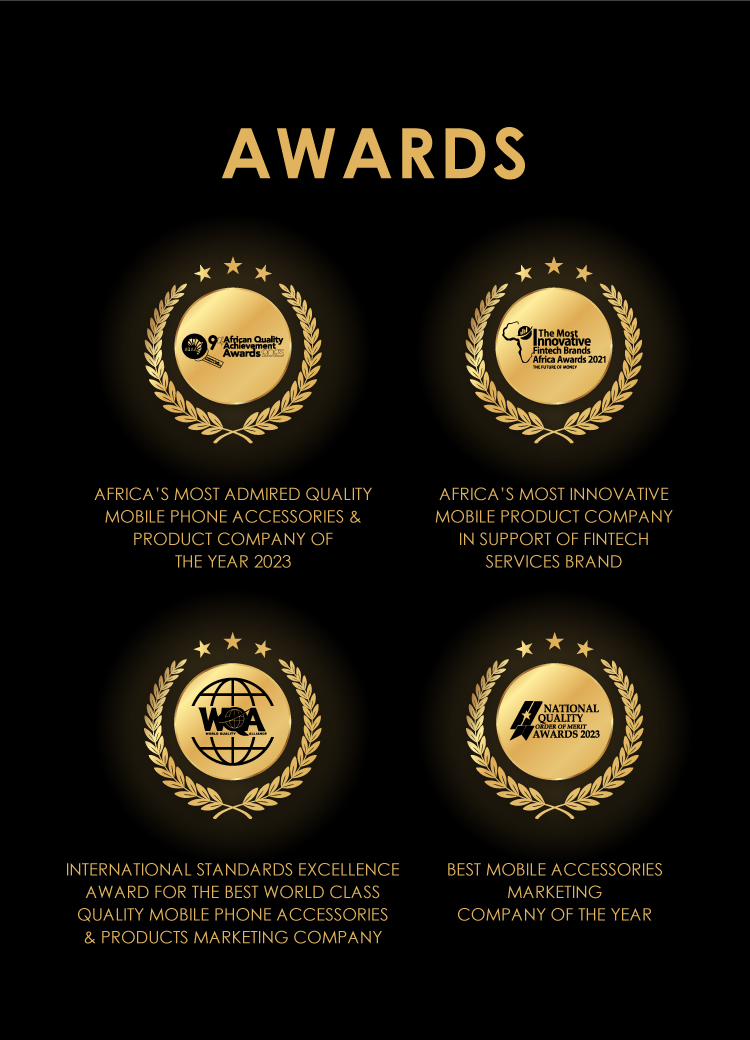 AWARDS
9
African Quality
Achievement
Awards 2023
The Most
Innovative
Fintech Brands
Africa Awards 2021
THE FUTURE OF MONEY
AFRICA'S MOST ADMIRED QUALITY
MOBILE PHONE ACCESSORIES &
PRODUCT COMPANY OF
THE YEAR 2023
AFRICA'S MOST INNOVATIVE
MOBILE PRODUCT COMPANY
IN SUPPORT OF FINTECH
SERVICES BRAND
WQA
WORLD QUALITY ALLIANCE
NATIONAL
QUALITY
ORDER OF MERIT
AWARDS 2023
INTERNATIONAL STANDARDS EXCELLENCE
AWARD FOR THE BEST WORLD CLASS
QUALITY MOBILE PHONE ACCESSORIES
& PRODUCTS MARKETING COMPANY
BEST MOBILE ACCESSORIES
MARKETING
COMPANY OF THE YEAR